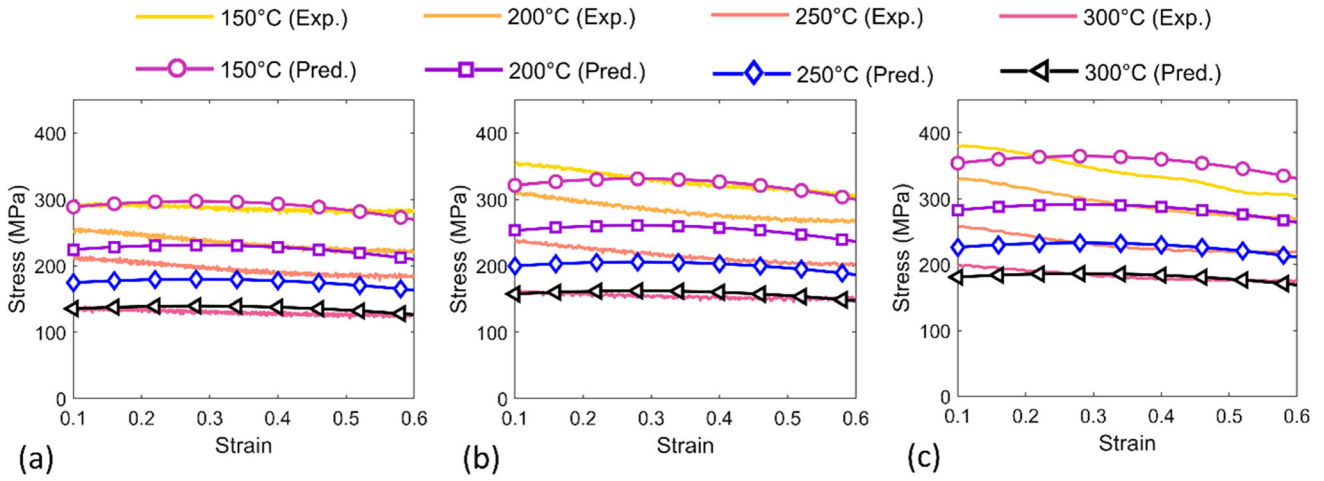 150°C (Exp.) 200°C (Exp.) 250°C (Exp.) 300°C (Exp.)
150°C (Pred.) 200°C (Pred.) 250°C (Pred.) 300°C (Pred.)
Stress (MPa)
400
300
200
100
0
0.1 0.2 0.3 0.4 0.5 0.6
Strain
(a)
Stress (MPa)
400
300
200
100
0
0.1 0.2 0.3 0.4 0.5 0.6
Strain
(b)
Stress (MPa)
400
300
200
100
0
0.1 0.2 0.3 0.4 0.5 0.6
Strain
(c)